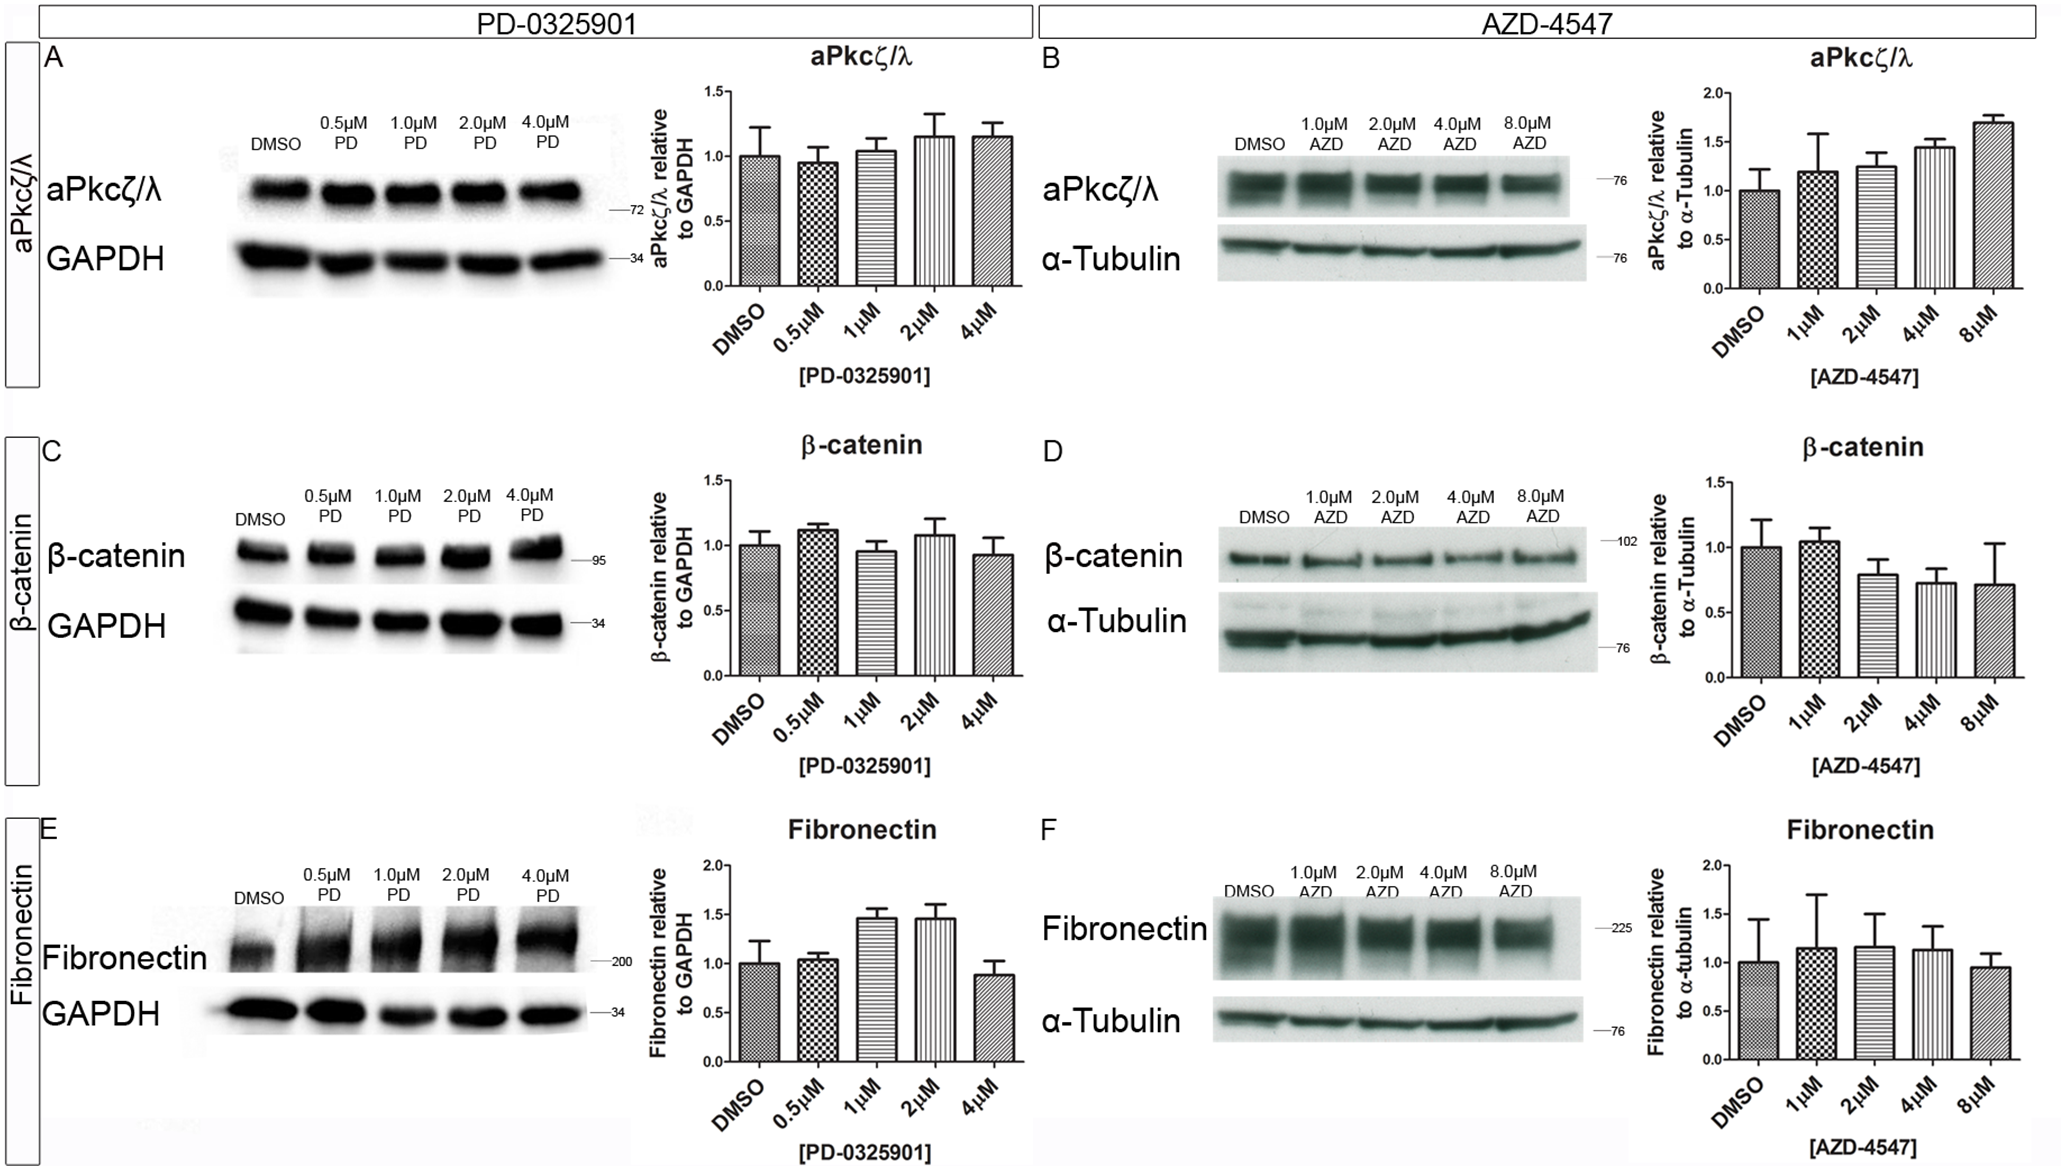 PD-0325901
AZD-4547
aPkcζ/λ
A
DMSO
0.5µM
PD
1.0µM
PD
2.0µM
PD
4.0µM
PD
aPkcζ/λ
72
GAPDH
34
aPkcζ/λ
aPkcζ/λ relative
to GAPDH
1.5
1.0
0.5
0.0
DMSO
0.5µM
1µM
2µM
4µM
[PD-0325901]
B
DMSO
1.0µM
AZD
2.0µM
AZD
4.0µM
AZD
8.0µM
AZD
aPkcζ/λ
76
α-Tubulin
76
aPkcζ/λ
aPkcζ/λ relative
to α-Tubulin
2.0
1.5
1.0
0.5
0.0
DMSO
1µM
2µM
4µM
8µM
[AZD-4547]
β-catenin
C
DMSO
0.5µM
PD
1.0µM
PD
2.0µM
PD
4.0µM
PD
β-catenin
95
GAPDH
34
β-catenin
β-catenin relative
to GAPDH
1.5
1.0
0.5
0.0
DMSO
0.5µM
1µM
2µM
4µM
[PD-0325901]
D
DMSO
1.0µM
AZD
2.0µM
AZD
4.0µM
AZD
8.0µM
AZD
β-catenin
102
α-Tubulin
76
β-catenin
β-catenin relative
to α-Tubulin
1.5
1.0
0.5
0.0
DMSO
1µM
2µM
4µM
8µM
[AZD-4547]
Fibronectin
E
DMSO
0.5µM
PD
1.0µM
PD
2.0µM
PD
4.0µM
PD
Fibronectin
200
GAPDH
34
Fibronectin
Fibronectin relative
to GAPDH
2.0
1.5
1.0
0.5
0.0
DMSO
0.5µM
1µM
2µM
4µM
[PD-0325901]
F
DMSO
1.0µM
AZD
2.0µM
AZD
4.0µM
AZD
8.0µM
AZD
Fibronectin
225
α-Tubulin
76
Fibronectin
Fibronectin relative
to α-tubulin
2.0
1.5
1.0
0.5
0.0
DMSO
1µM
2µM
4µM
8µM
[AZD-4547]